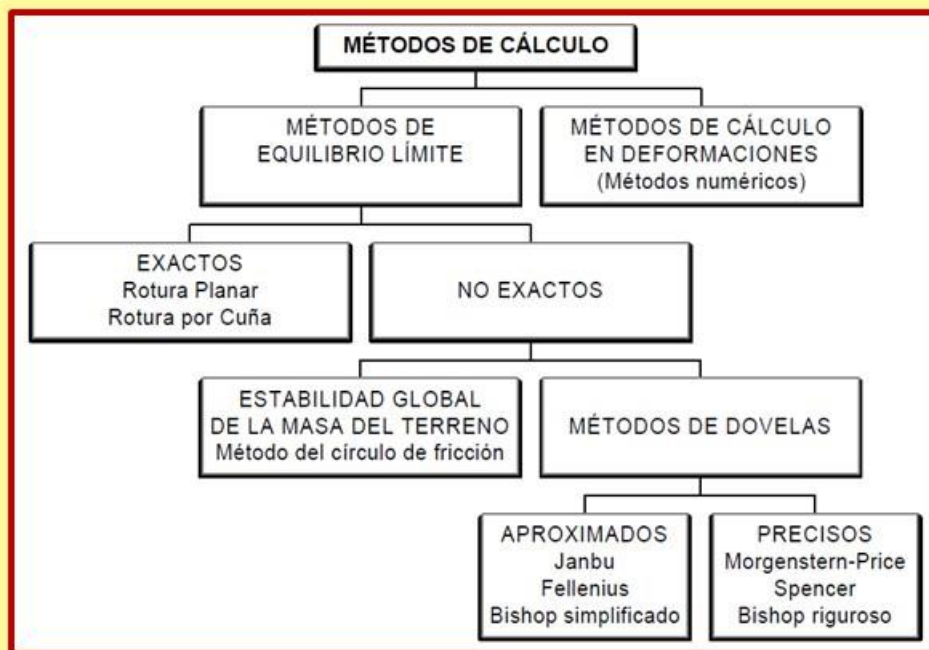 MÉTODOS DE CÁLCULO
MÉTODOS DE
EQUILIBRIO LÍMITE
MÉTODOS DE CÁLCULO
EN DEFORMACIONES
(Métodos numéricos)
EXACTOS
Rotura Planar
Rotura por Cuña
NO EXACTOS
ESTABILIDAD GLOBAL
DE LA MASA DEL TERRENO
Método del círculo de fricción
MÉTODOS DE DOVELAS
APROXIMADOS
Janbu
Fellenius
Bishop simplificado
PRECISOS
Morgenstern-Price
Spencer
Bishop riguroso